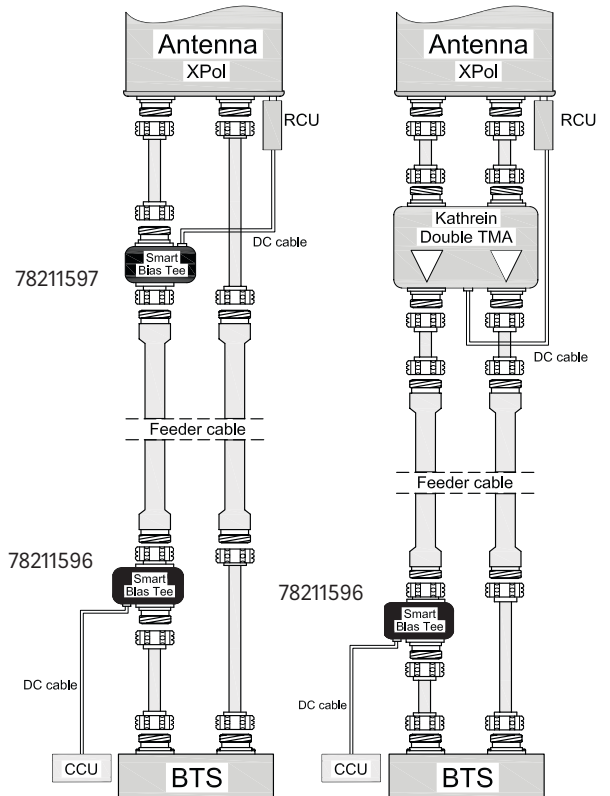 Antenna
XPol
RCU
Smart
Bias Tee
DC cable
78211597
Feeder cable
78211596
Smart
Bias Tee
DC cable
CCU
BTS
Antenna
XPol
RCU
Kathrein
Double TMA
DC cable
Feeder cable
78211596
Smart
Bias Tee
DC cable
CCU
BTS